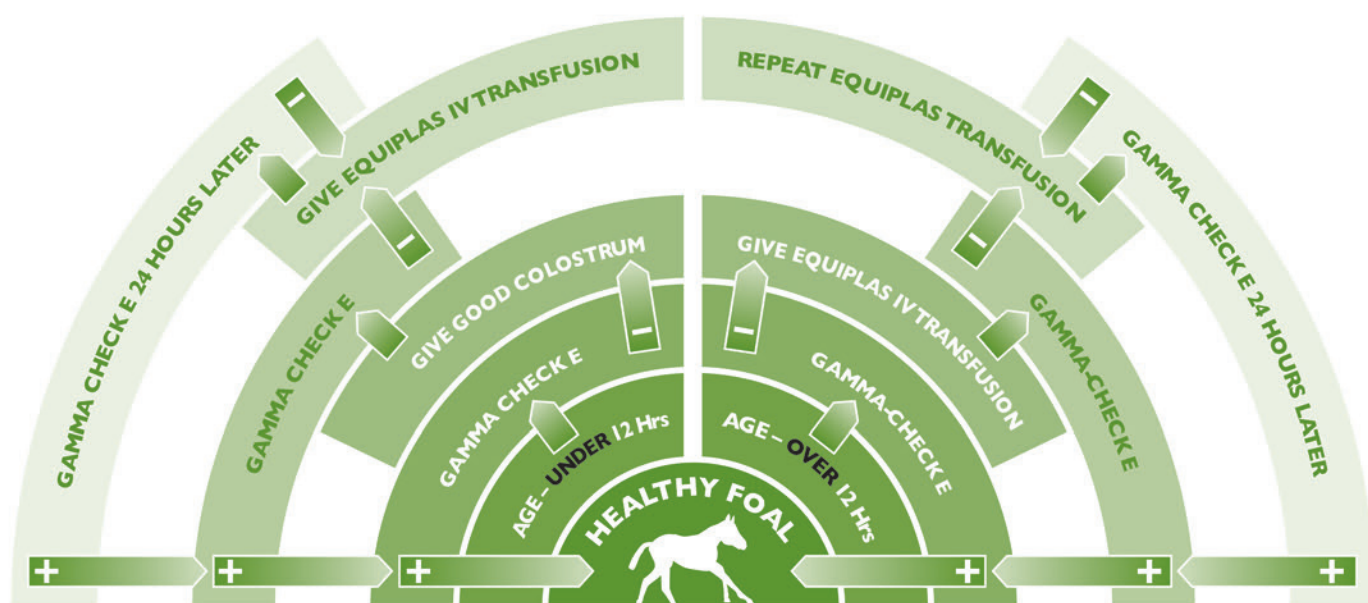 GAMMA CHECK E 24 HOURS LATER
GIVE EQUIPLAS IV TRANSFUSION
GAMMA CHECK E
GIVE GOOD COLOSTRUM
GAMMA CHECK E
AGE – UNDER 12 Hrs
HEALTHY FOAL
AGE – OVER 12 Hrs
GAMMA-CHECK E
GIVE EQUIPLAS IV TRANSFUSION
GAMMA-CHECK E
REPEAT EQUIPLAS TRANSFUSION
GAMMA CHECK E 24 HOURS LATER
–
–
–
–
–
–
+
+
+
+
+
+